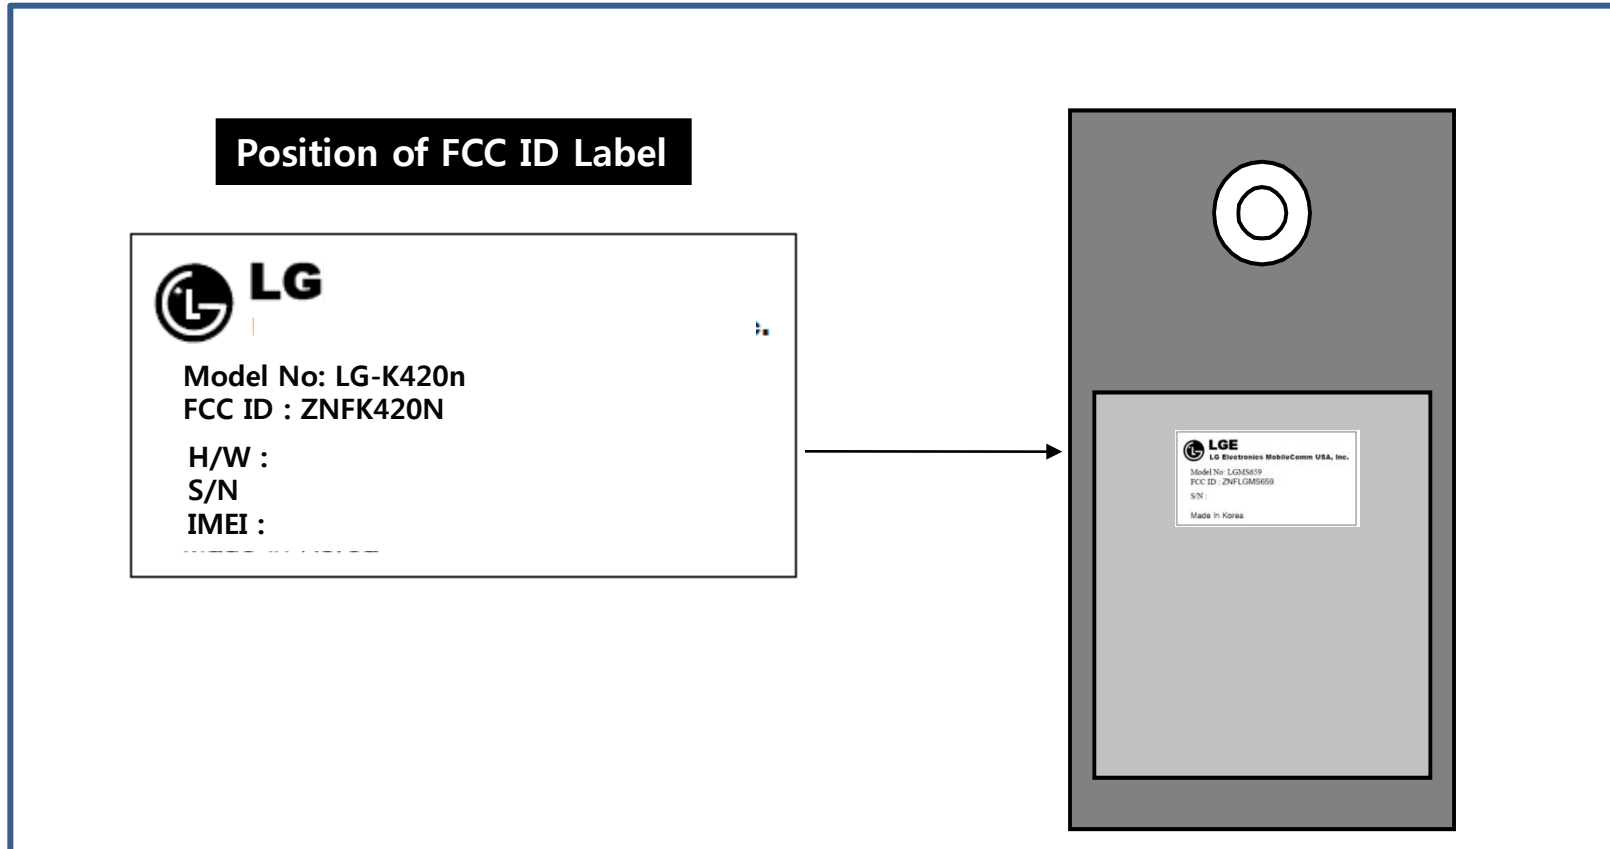 Position of FCC ID Label
LG
Model No: LG-K420n
FCC ID : ZNFK420N
H/W :
S/N
IMEI :
LGE
LG Electronics MobileComm USA, Inc.
Model No: LGMS659
FCC ID : ZNFLGMS659
S/N :
Made in Korea